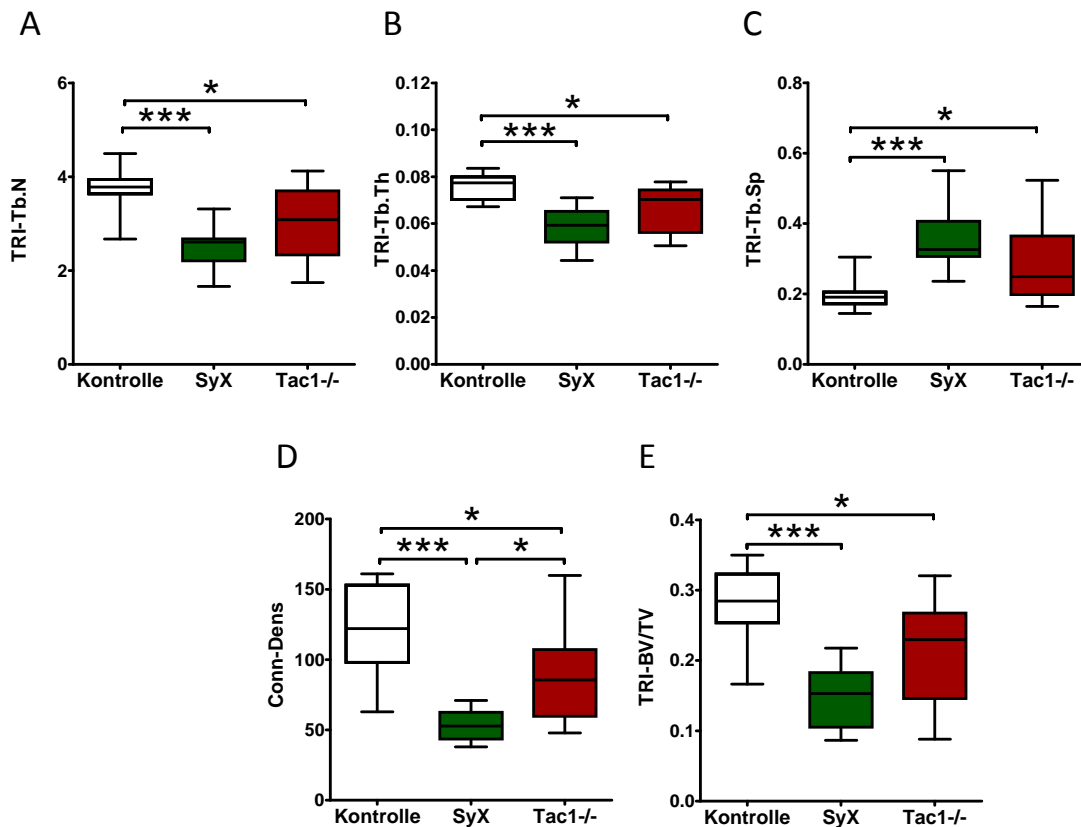 A
TRI-Tb.N
6
4
2
0
*
***
Kontrolle SyX Tac1-/-
B
TRI-Tb.Th
0.12
0.10
0.08
0.06
0.04
0.02
0.00
*
***
Kontrolle SyX Tac1-/-
C
TRI-Tb.Sp
0.8
0.6
0.4
0.2
0.0
*
***
Kontrolle SyX Tac1-/-
D
Conn-Dens
200
150
100
50
0
*
*** *
Kontrolle SyX Tac1-/-
E
TRI-BV/TV
0.4
0.3
0.2
0.1
0.0
*
***
Kontrolle SyX Tac1-/-